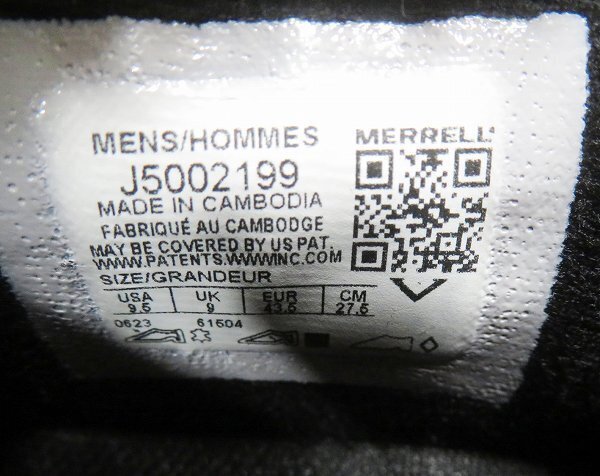 MENS/HOMMES
J5002199
MADE IN CAMBODIA
FABRIQUÉ AU CAMBODGE
MAY BE COVERED BY US PAT.
WWW.PATENTS.WWWINC.COM
SIZE/GRANDEUR
USA UK EUR CM
9.5 9 43.5 27.5
0623 61504
MERRELL